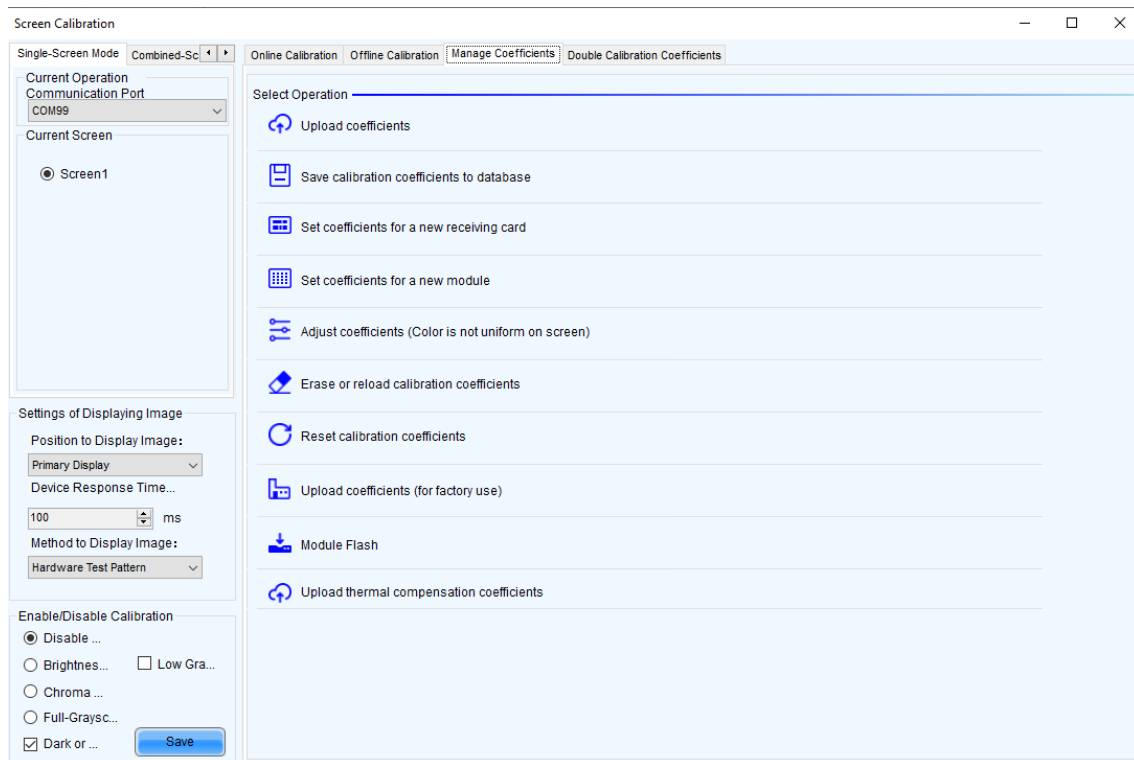 Screen Calibration
Single-Screen Mode
Combined-Sc
Online Calibration
Offline Calibration
Manage Coefficients
Double Calibration Coefficients
Current Operation
Communication Port
COM99
Current Screen
Screen1
Settings of Displaying Image
Position to Display Image:
Primary Display
Device Response Time...
100
ms
Method to Display Image:
Hardware Test Pattern
Enable/Disable Calibration
Disable ...
Brightnes...
Low Gra...
Chroma ...
Full-Graysc...
Dark or ...
Save
Select Operation
Upload coefficients
Save calibration coefficients to database
Set coefficients for a new receiving card
Set coefficients for a new module
Adjust coefficients (Color is not uniform on screen)
Erase or reload calibration coefficients
Reset calibration coefficients
Upload coefficients (for factory use)
Module Flash
Upload thermal compensation coefficients